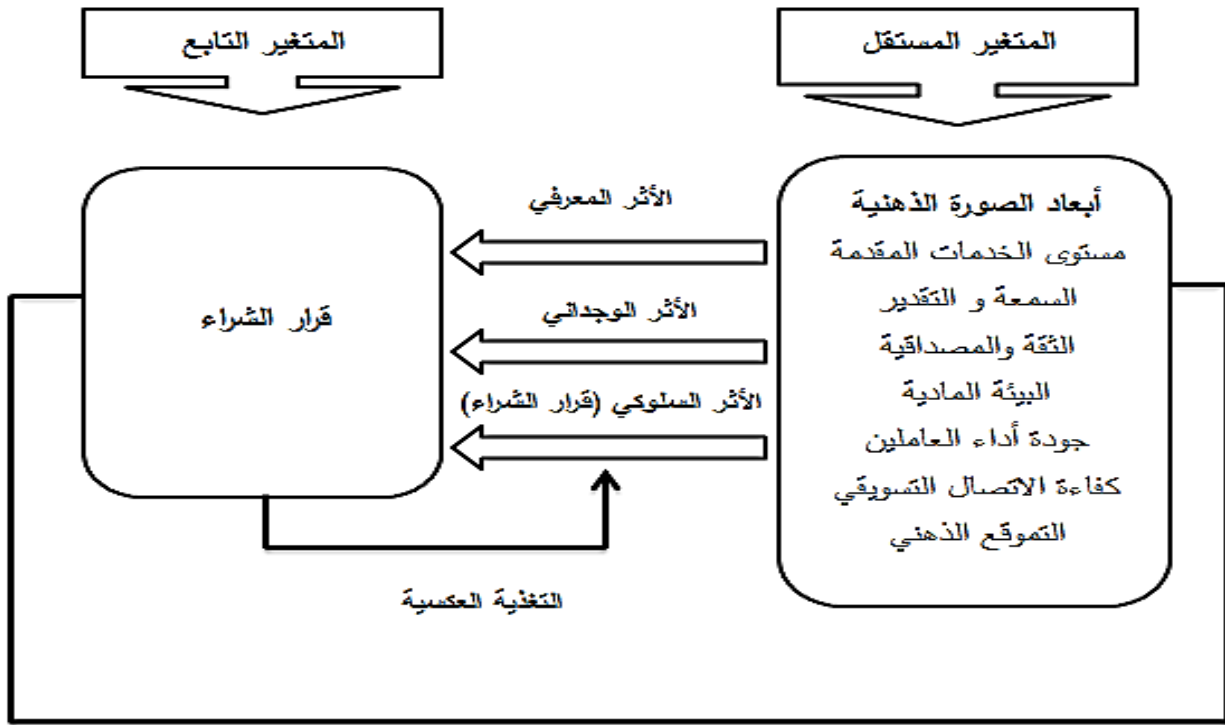 المتغير المستقل
المتغير التابع
أبعاد الصورة الذهنية
مستوى الخدمات المقدمة
السمعة و التقدير
الثقة والمصداقية
البيئة المادية
جودة أداء العاملين
كفاءة الاتصال التسويقي
التموقع الذهني
الأثر المعرفي
الأثر الوجداني
الأثر السلوكي (قرار الشراء)
قرار الشراء
التغذية العكسية